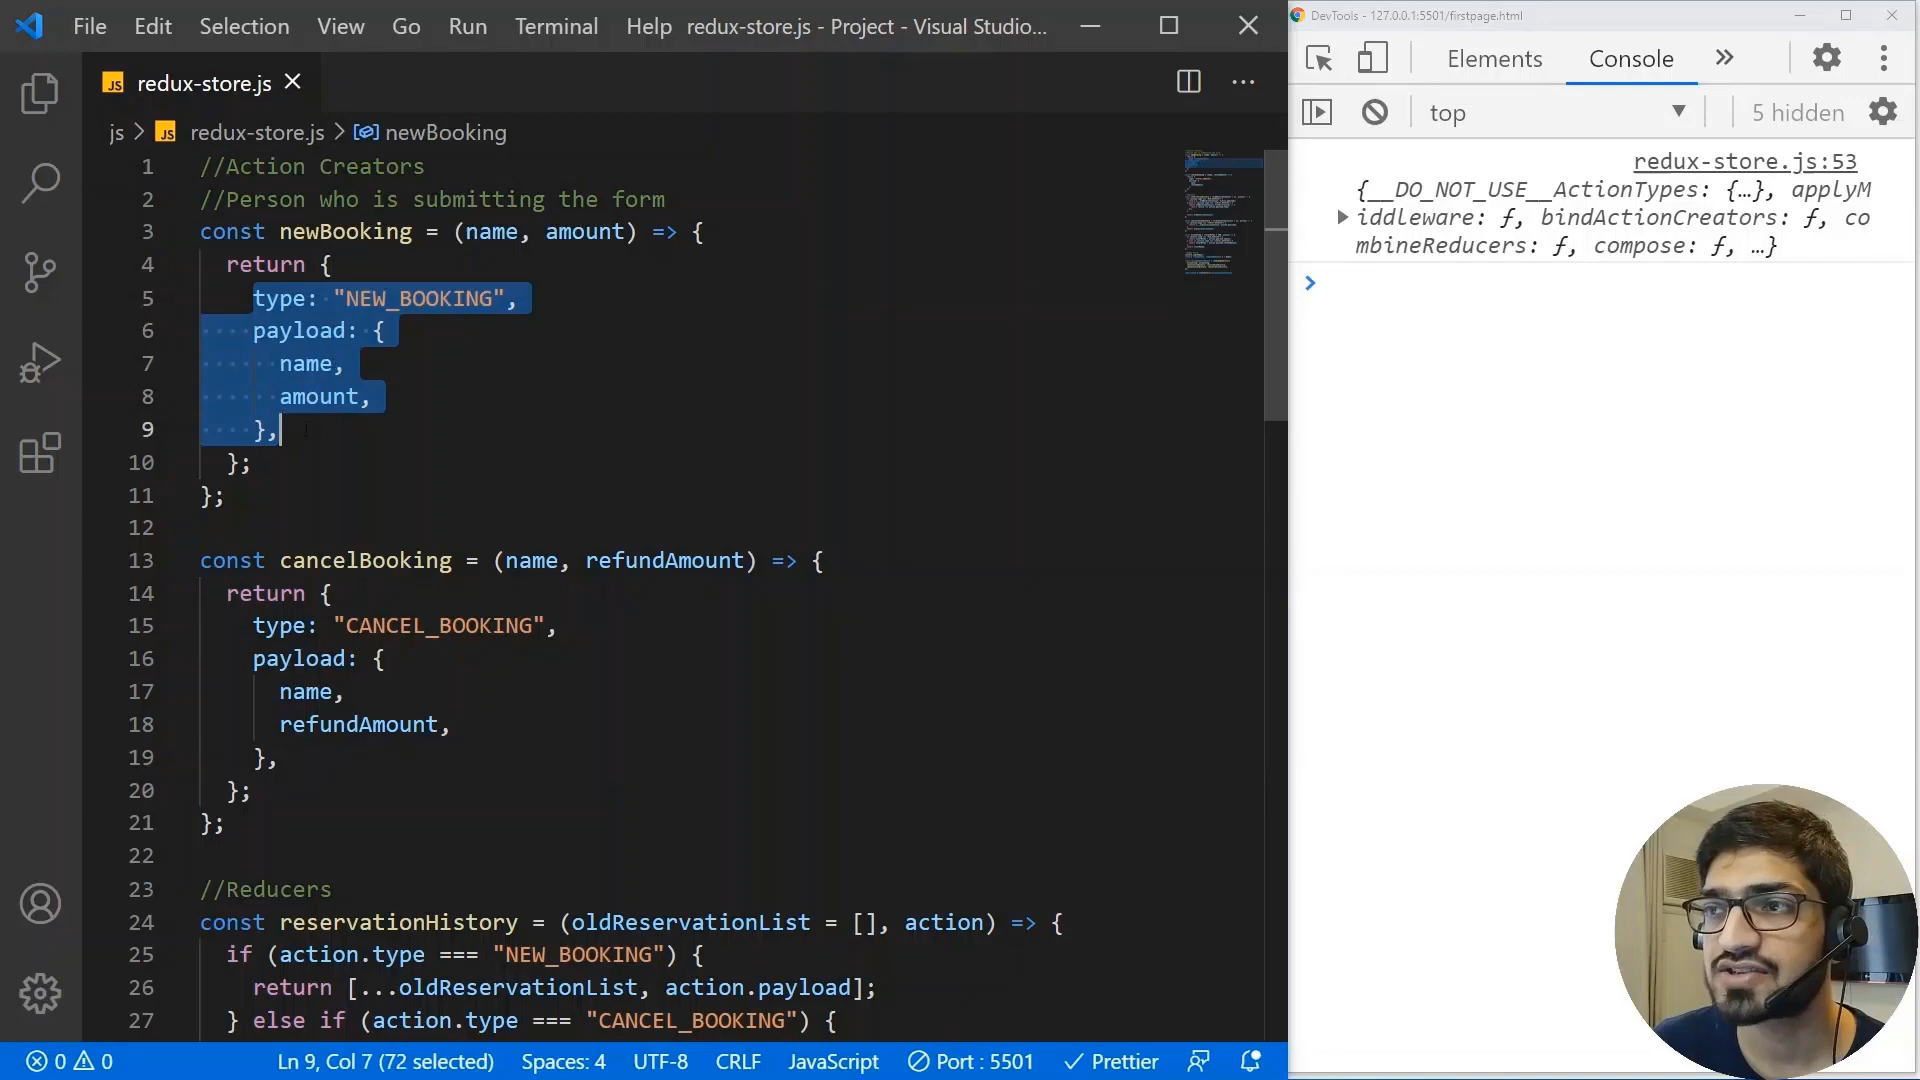 File Edit Selection View Go Run Terminal Help redux-store.js - Project - Visual Studio...
JS redux-store.js
js > JS redux-store.js > newBooking
1 //Action Creators
2 //Person who is submitting the form
3 const newBooking = (name, amount) => {
4 return {
5 type: "NEW_BOOKING",
6 payload: {
7 name,
8 amount,
9 },
10 };
11 };
12
13 const cancelBooking = (name, refundAmount) => {
14 return {
15 type: "CANCEL_BOOKING",
16 payload: {
17 name,
18 refundAmount,
19 },
20 };
21 };
22
23 //Reducers
24 const reservationHistory = (oldReservationList = [], action) => {
25 if (action.type === "NEW_BOOKING") {
26 return [...oldReservationList, action.payload];
27 } else if (action.type === "CANCEL_BOOKING") {
0 0 Ln 9, Col 7 (72 selected) Spaces: 4 UTF-8 CRLF JavaScript Port : 5501 Prettier
DevTools - 127.0.0.1:5501/firstpage.html
Elements Console
top 5 hidden
redux-store.js:53
{__DO_NOT_USE__ActionTypes: {…}, applyM
iddleware: ƒ, bindActionCreators: ƒ, co
mbineReducers: ƒ, compose: ƒ, …}